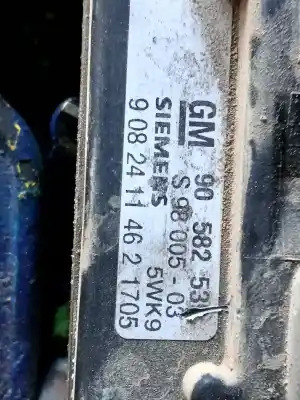 GM 90 582 53
S 98 005 - 03
SIEMENS 5WK9
9 08 24 11 46 2 1705